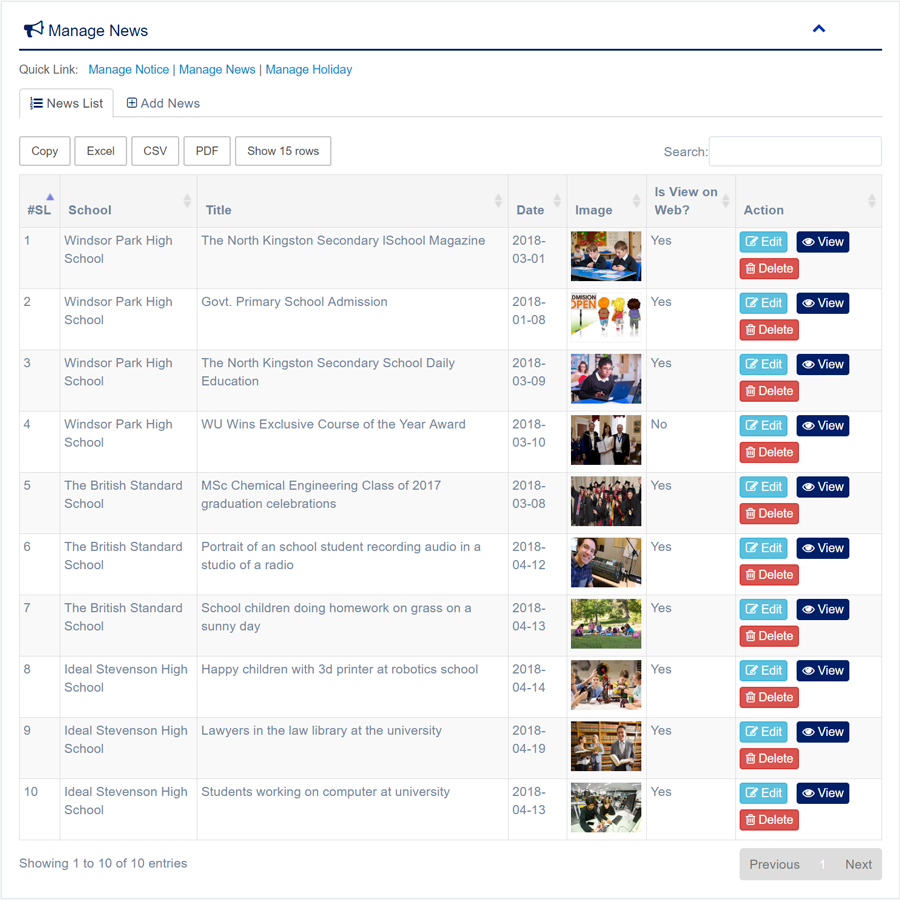 Manage News
Quick Link: Manage Notice | Manage News | Manage Holiday
News List Add News
Copy Excel CSV PDF Show 15 rows Search:
#SL School Title Date Image Is View on Web? Action
1 Windsor Park High School The North Kingston Secondary lSchool Magazine 2018-03-01 Yes Edit View Delete
2 Windsor Park High School Govt. Primary School Admission 2018-01-08 DMISION OPEN Yes Edit View Delete
3 Windsor Park High School The North Kingston Secondary School Daily Education 2018-03-09 Yes Edit View Delete
4 Windsor Park High School WU Wins Exclusive Course of the Year Award 2018-03-10 No Edit View Delete
5 The British Standard School MSc Chemical Engineering Class of 2017 graduation celebrations 2018-03-08 Yes Edit View Delete
6 The British Standard School Portrait of an school student recording audio in a studio of a radio 2018-04-12 Yes Edit View Delete
7 The British Standard School School children doing homework on grass on a sunny day 2018-04-13 Yes Edit View Delete
8 Ideal Stevenson High School Happy children with 3d printer at robotics school 2018-04-14 Yes Edit View Delete
9 Ideal Stevenson High School Lawyers in the law library at the university 2018-04-19 Yes Edit View Delete
10 Ideal Stevenson High School Students working on computer at university 2018-04-13 Yes Edit View Delete
Showing 1 to 10 of 10 entries Previous 1 Next